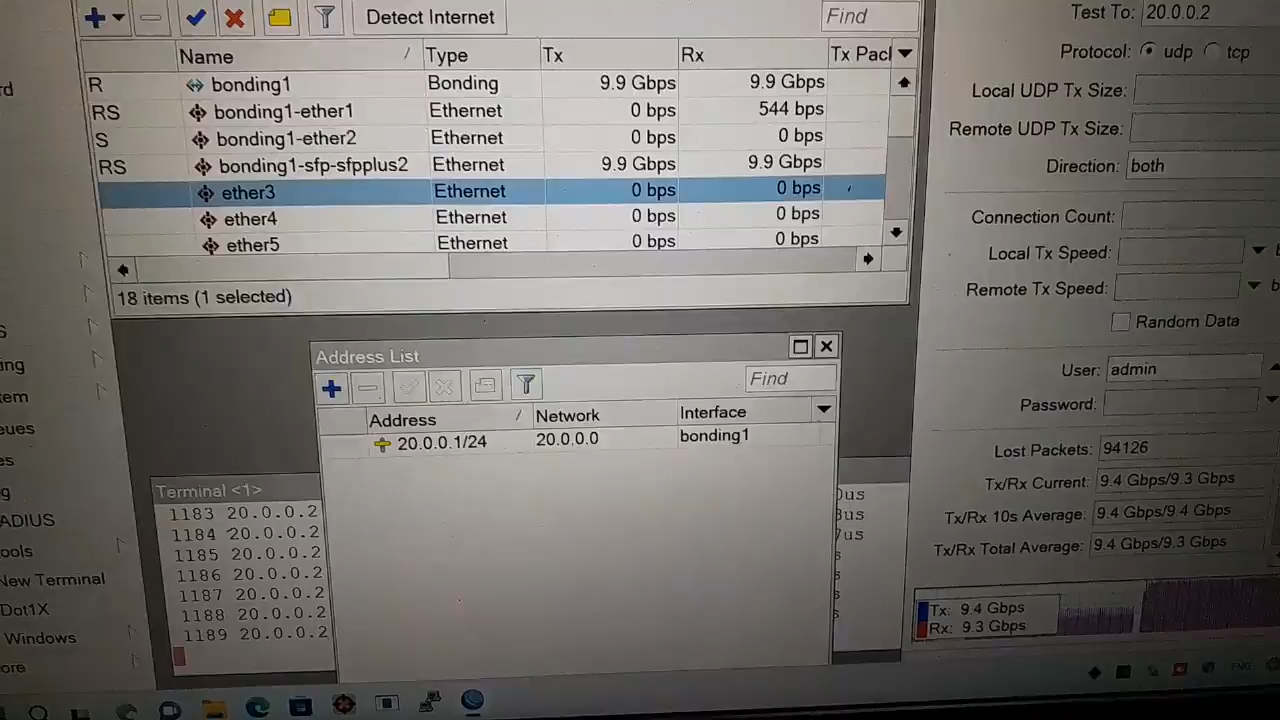 Detect Internet
Find
Name / Type Tx Rx Tx Pack
R bonding1 Bonding 9.9 Gbps 9.9 Gbps
RS bonding1-ether1 Ethernet 0 bps 544 bps
S bonding1-ether2 Ethernet 0 bps 0 bps
RS bonding1-sfp-sfpplus2 Ethernet 9.9 Gbps 9.9 Gbps
ether3 Ethernet 0 bps 0 bps
ether4 Ethernet 0 bps 0 bps
ether5 Ethernet 0 bps 0 bps
18 items (1 selected)
Test To: 20.0.0.2
Protocol: udp tcp
Local UDP Tx Size:
Remote UDP Tx Size:
Direction: both
Connection Count:
Local Tx Speed:
Remote Tx Speed:
Random Data
User: admin
Password:
Lost Packets: 94126
Tx/Rx Current: 9.4 Gbps/9.3 Gbps
Tx/Rx 10s Average: 9.4 Gbps/9.4 Gbps
Tx/Rx Total Average: 9.4 Gbps/9.3 Gbps
Tx: 9.4 Gbps
Rx: 9.3 Gbps
Address List
Find
Address / Network Interface
20.0.0.1/24 20.0.0.0 bonding1
Terminal <1>
1183 20.0.0.2
1184 20.0.0.2
1185 20.0.0.2
1186 20.0.0.2
1187 20.0.0.2
1188 20.0.0.2
1189 20.0.0.2
0us
us
us
s
s
s
s
rd
S
ing
tem
eues
es
g
ADIUS
ools
New Terminal
Dot1X
Windows
ore
ENG